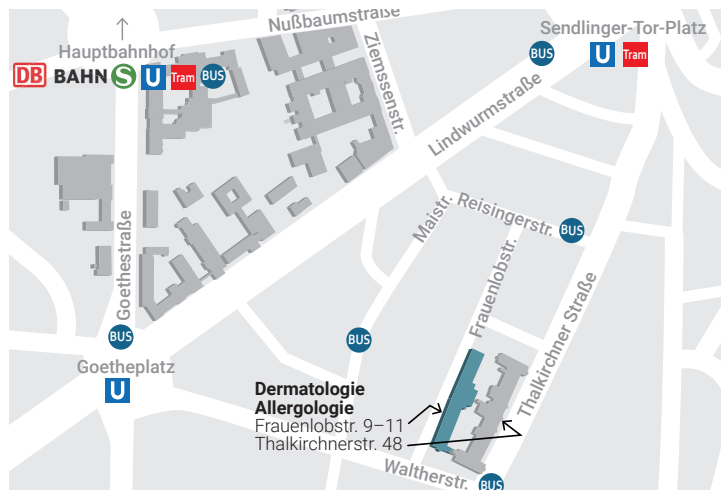 Nußbaumstraße
Sendlinger-Tor-Platz
Hauptbahnhof
DB BAHN S U Tram BUS
BUS U Tram
Ziemssenstr.
Lindwurmstraße
Maistr.
Reisingerstr.
BUS
Goethestraße
Frauenlobstr.
Thalkirchner Straße
BUS
BUS
Goetheplatz
U
Dermatologie
Allergologie
Frauenlobstr. 9–11
Thalkirchnerstr. 48
Waltherstr.
BUS